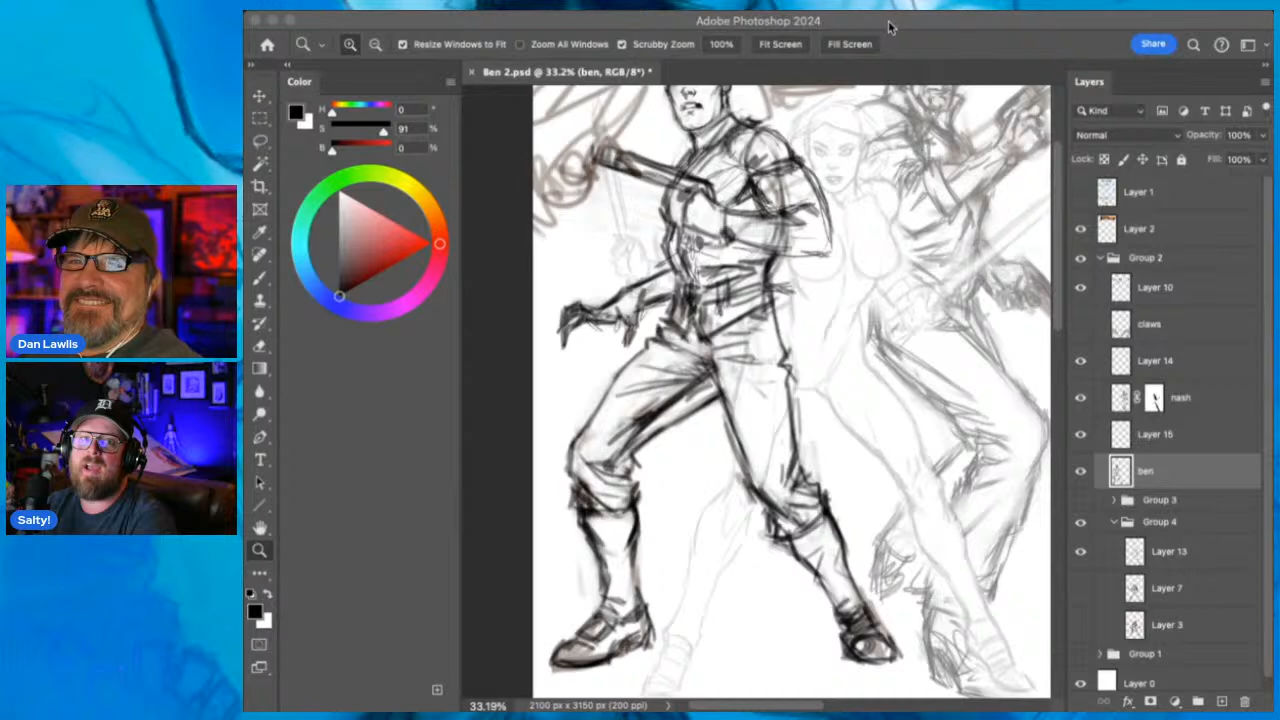 Adobe Photoshop 2024
Resize Windows to Fit
Zoom All Windows
Scrubby Zoom
100%
Fit Screen
Fill Screen
Share
Color
Ben 2.psd @ 33.2% (ben, RGB/8*) *
Layers
H
0
°
S
91
%
B
0
%
Kind
Normal
Opacity: 100%
Lock:
Fill: 100%
Layer 1
Layer 2
Group 2
Layer 10
claws
Layer 14
nash
Layer 15
ben
Group 3
Group 4
Layer 13
Layer 7
Layer 3
Group 1
Layer 0
Dan Lawlis
D
Salty!
33.19%
2100 px x 3150 px (200 ppi)